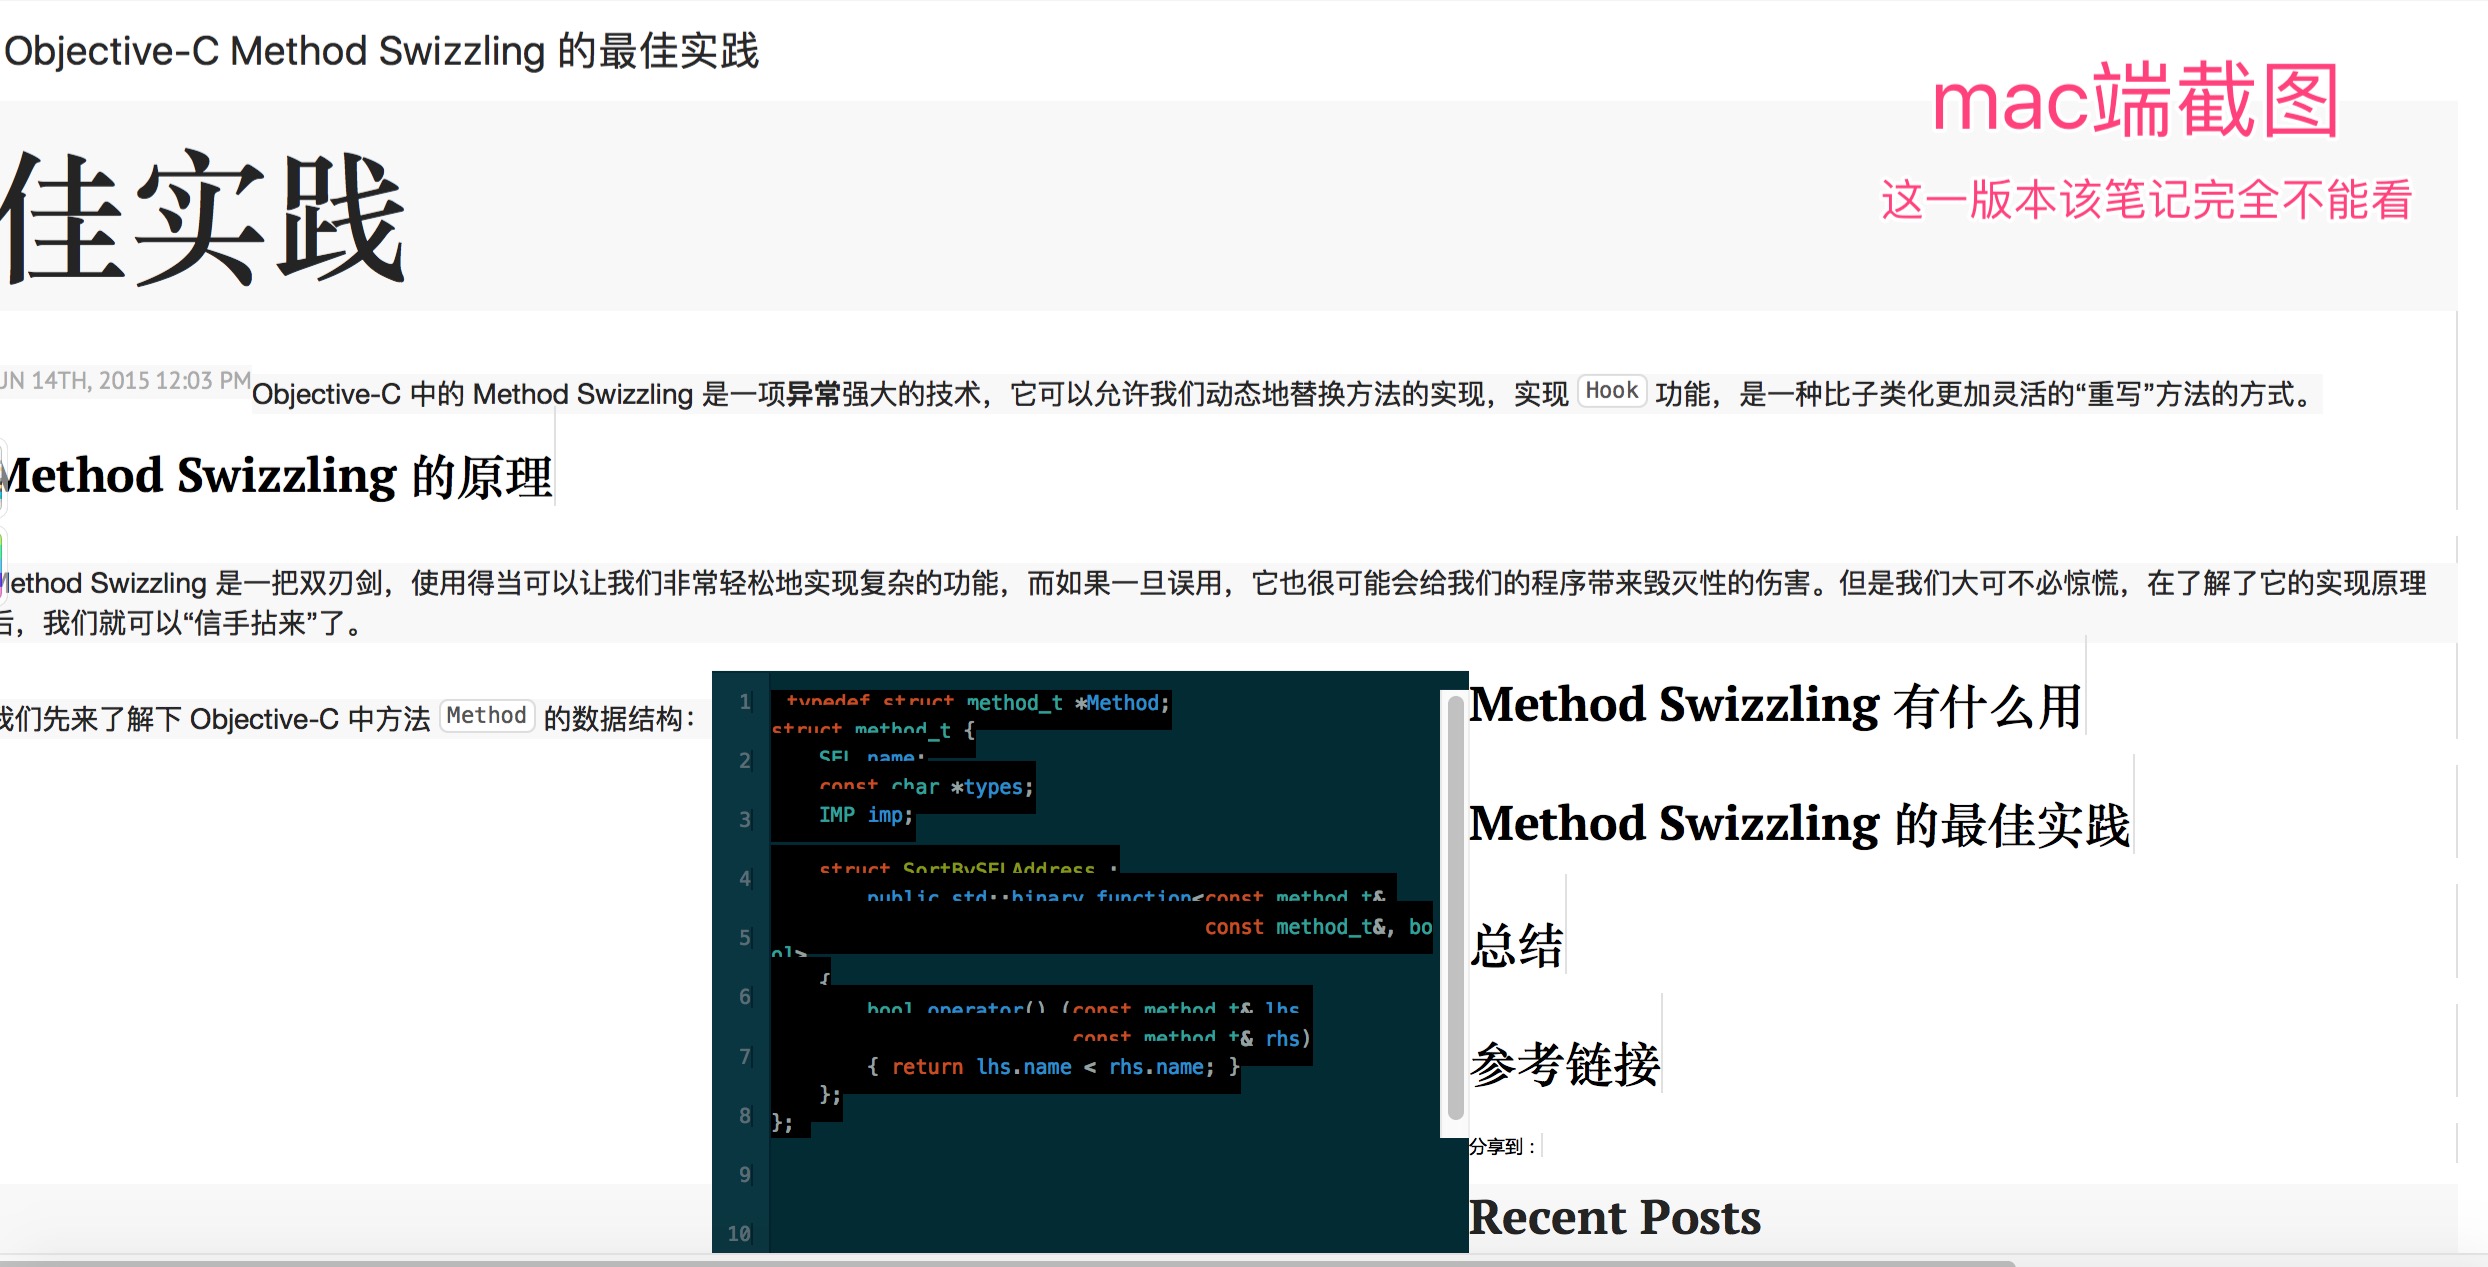 Objective-C Method Swizzling 的最佳实践
mac端截图
这一版本该笔记完全不能看
佳实践
UN 14TH, 2015 12:03 PM
Objective-C 中的 Method Swizzling 是一项异常强大的技术，它可以允许我们动态地替换方法的实现，实现 Hook 功能，是一种比子类化更加灵活的“重写”方法的方式。
Method Swizzling 的原理
Method Swizzling 是一把双刃剑，使用得当可以让我们非常轻松地实现复杂的功能，而如果一旦误用，它也很可能会给我们的程序带来毁灭性的伤害。但是我们大可不必惊慌，在了解了它的实现原理
后，我们就可以“信手拈来”了。
我们先来了解下 Objective-C 中方法 Method 的数据结构：
1
2
3
4
5
6
7
8
9
10
typedef struct method_t *Method;
struct method_t {
    SEL name;
    const char *types;
    IMP imp;
    struct SortBySELAddress :
        public std::binary_function<const method_t&
                                    const method_t&, bo
ol>
    {
        bool operator() (const method_t& lhs
                         const method_t& rhs)
        { return lhs.name < rhs.name; }
    };
};
Method Swizzling 有什么用
Method Swizzling 的最佳实践
总结
参考链接
分享到：
Recent Posts